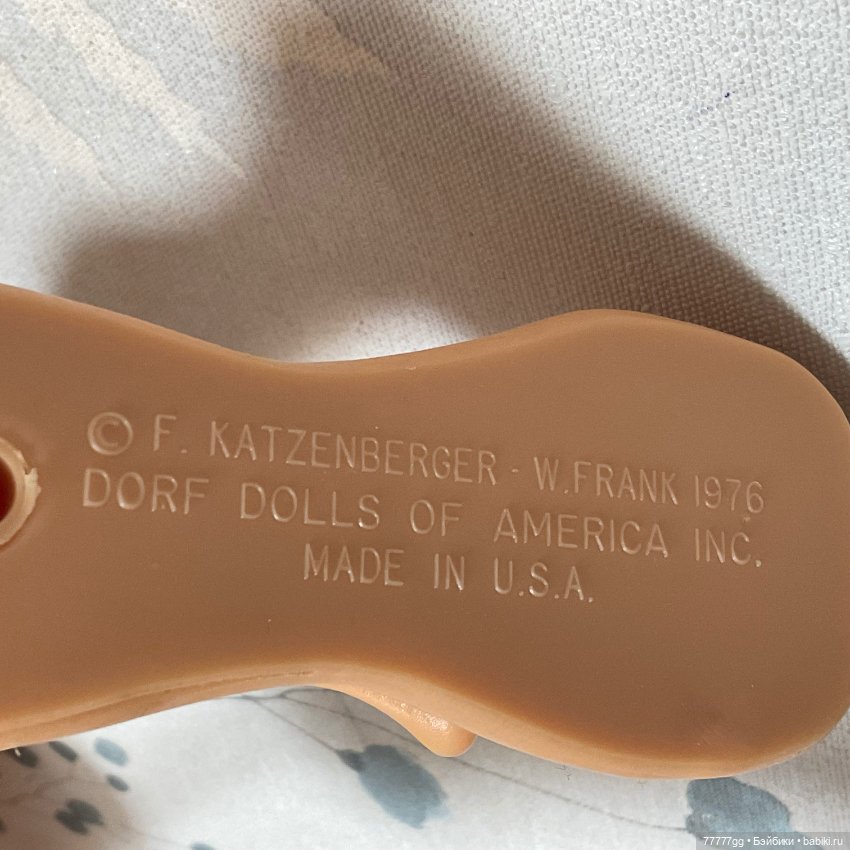 © F. KATZENBERGER - W.FRANK 1976
DORF DOLLS OF AMERICA INC.
MADE IN U.S.A.
77777gg • Бэйбики • babiki.ru